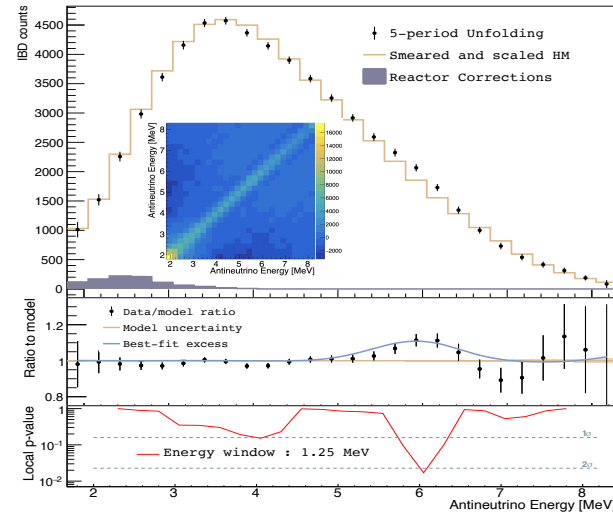 IBD counts
4500
4000
3500
3000
2500
2000
1500
1000
500
0
5-period Unfolding
Smeared and scaled HM
Reactor Corrections
Antineutrino Energy [MeV]
8
7
6
5
4
3
2
2 3 4 5 6 7 8
Antineutrino Energy [MeV]
16000
14000
12000
10000
8000
6000
4000
2000
0
−2000
Ratio to model
1.2
1
0.8
Data/model ratio
Model uncertainty
Best-fit excess
Local p-value
1
10−1
10−2
1σ
2σ
Energy window : 1.25 MeV
2 3 4 5 6 7 8
Antineutrino Energy [MeV]